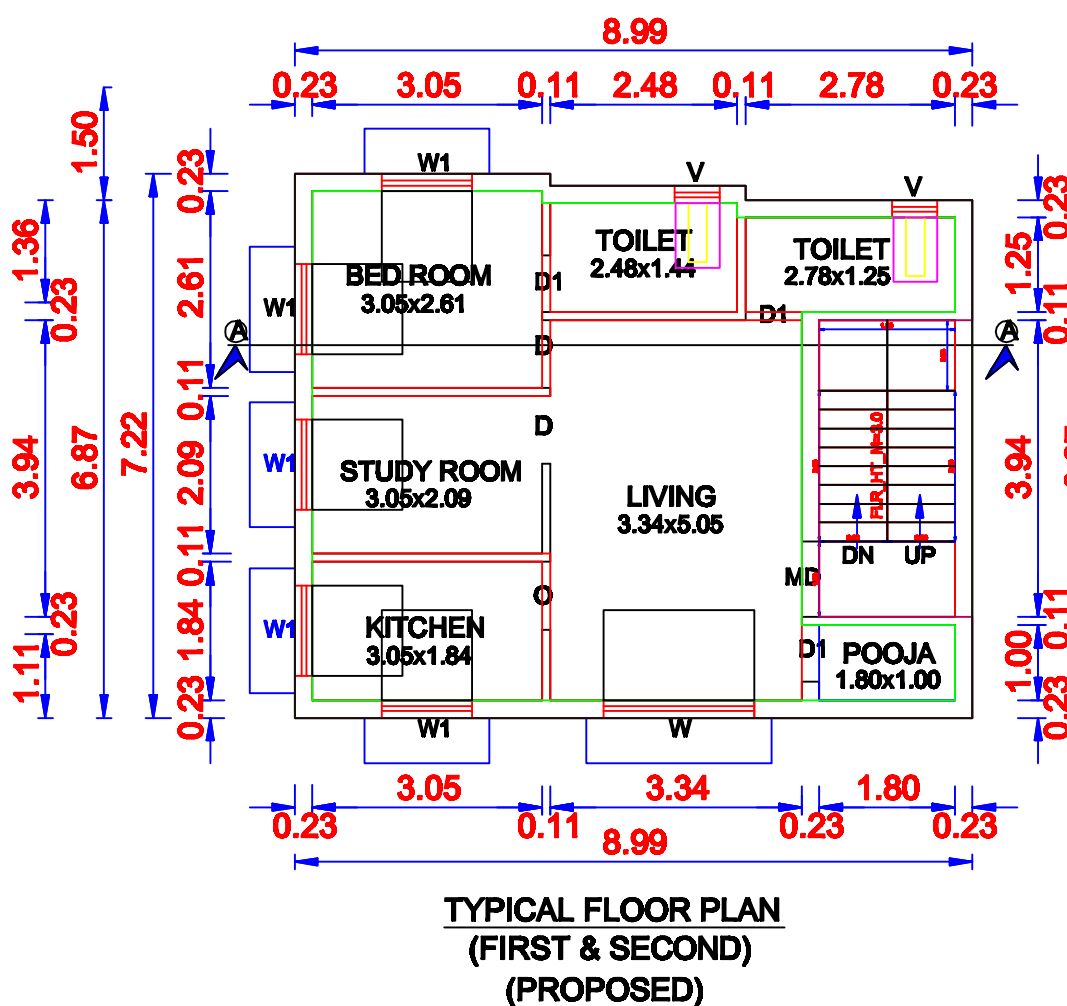 8.99
0.23 3.05 0.11 2.48 0.11 2.78 0.23
1.50
6.87
7.22
1.36
0.23
3.94
0.23
1.11
0.23
2.61
0.11
2.09
0.11
1.84
0.23
W1
V
V
W1
BED ROOM
3.05x2.61
TOILET
2.48x1.44
TOILET
2.78x1.25
D1
D1
A
A
D
D
W1
STUDY ROOM
3.05x2.09
LIVING
3.34x5.05
FLR_HT_M=3.0
DN UP
MD
W1
KITCHEN
3.05x1.84
O
D1
POOJA
1.80x1.00
W1
W
0.23
1.25
0.11
3.94
0.11
1.00
0.23
3.05 3.34 1.80
0.23 0.11 0.23 0.23
8.99
TYPICAL FLOOR PLAN
(FIRST & SECOND)
(PROPOSED)